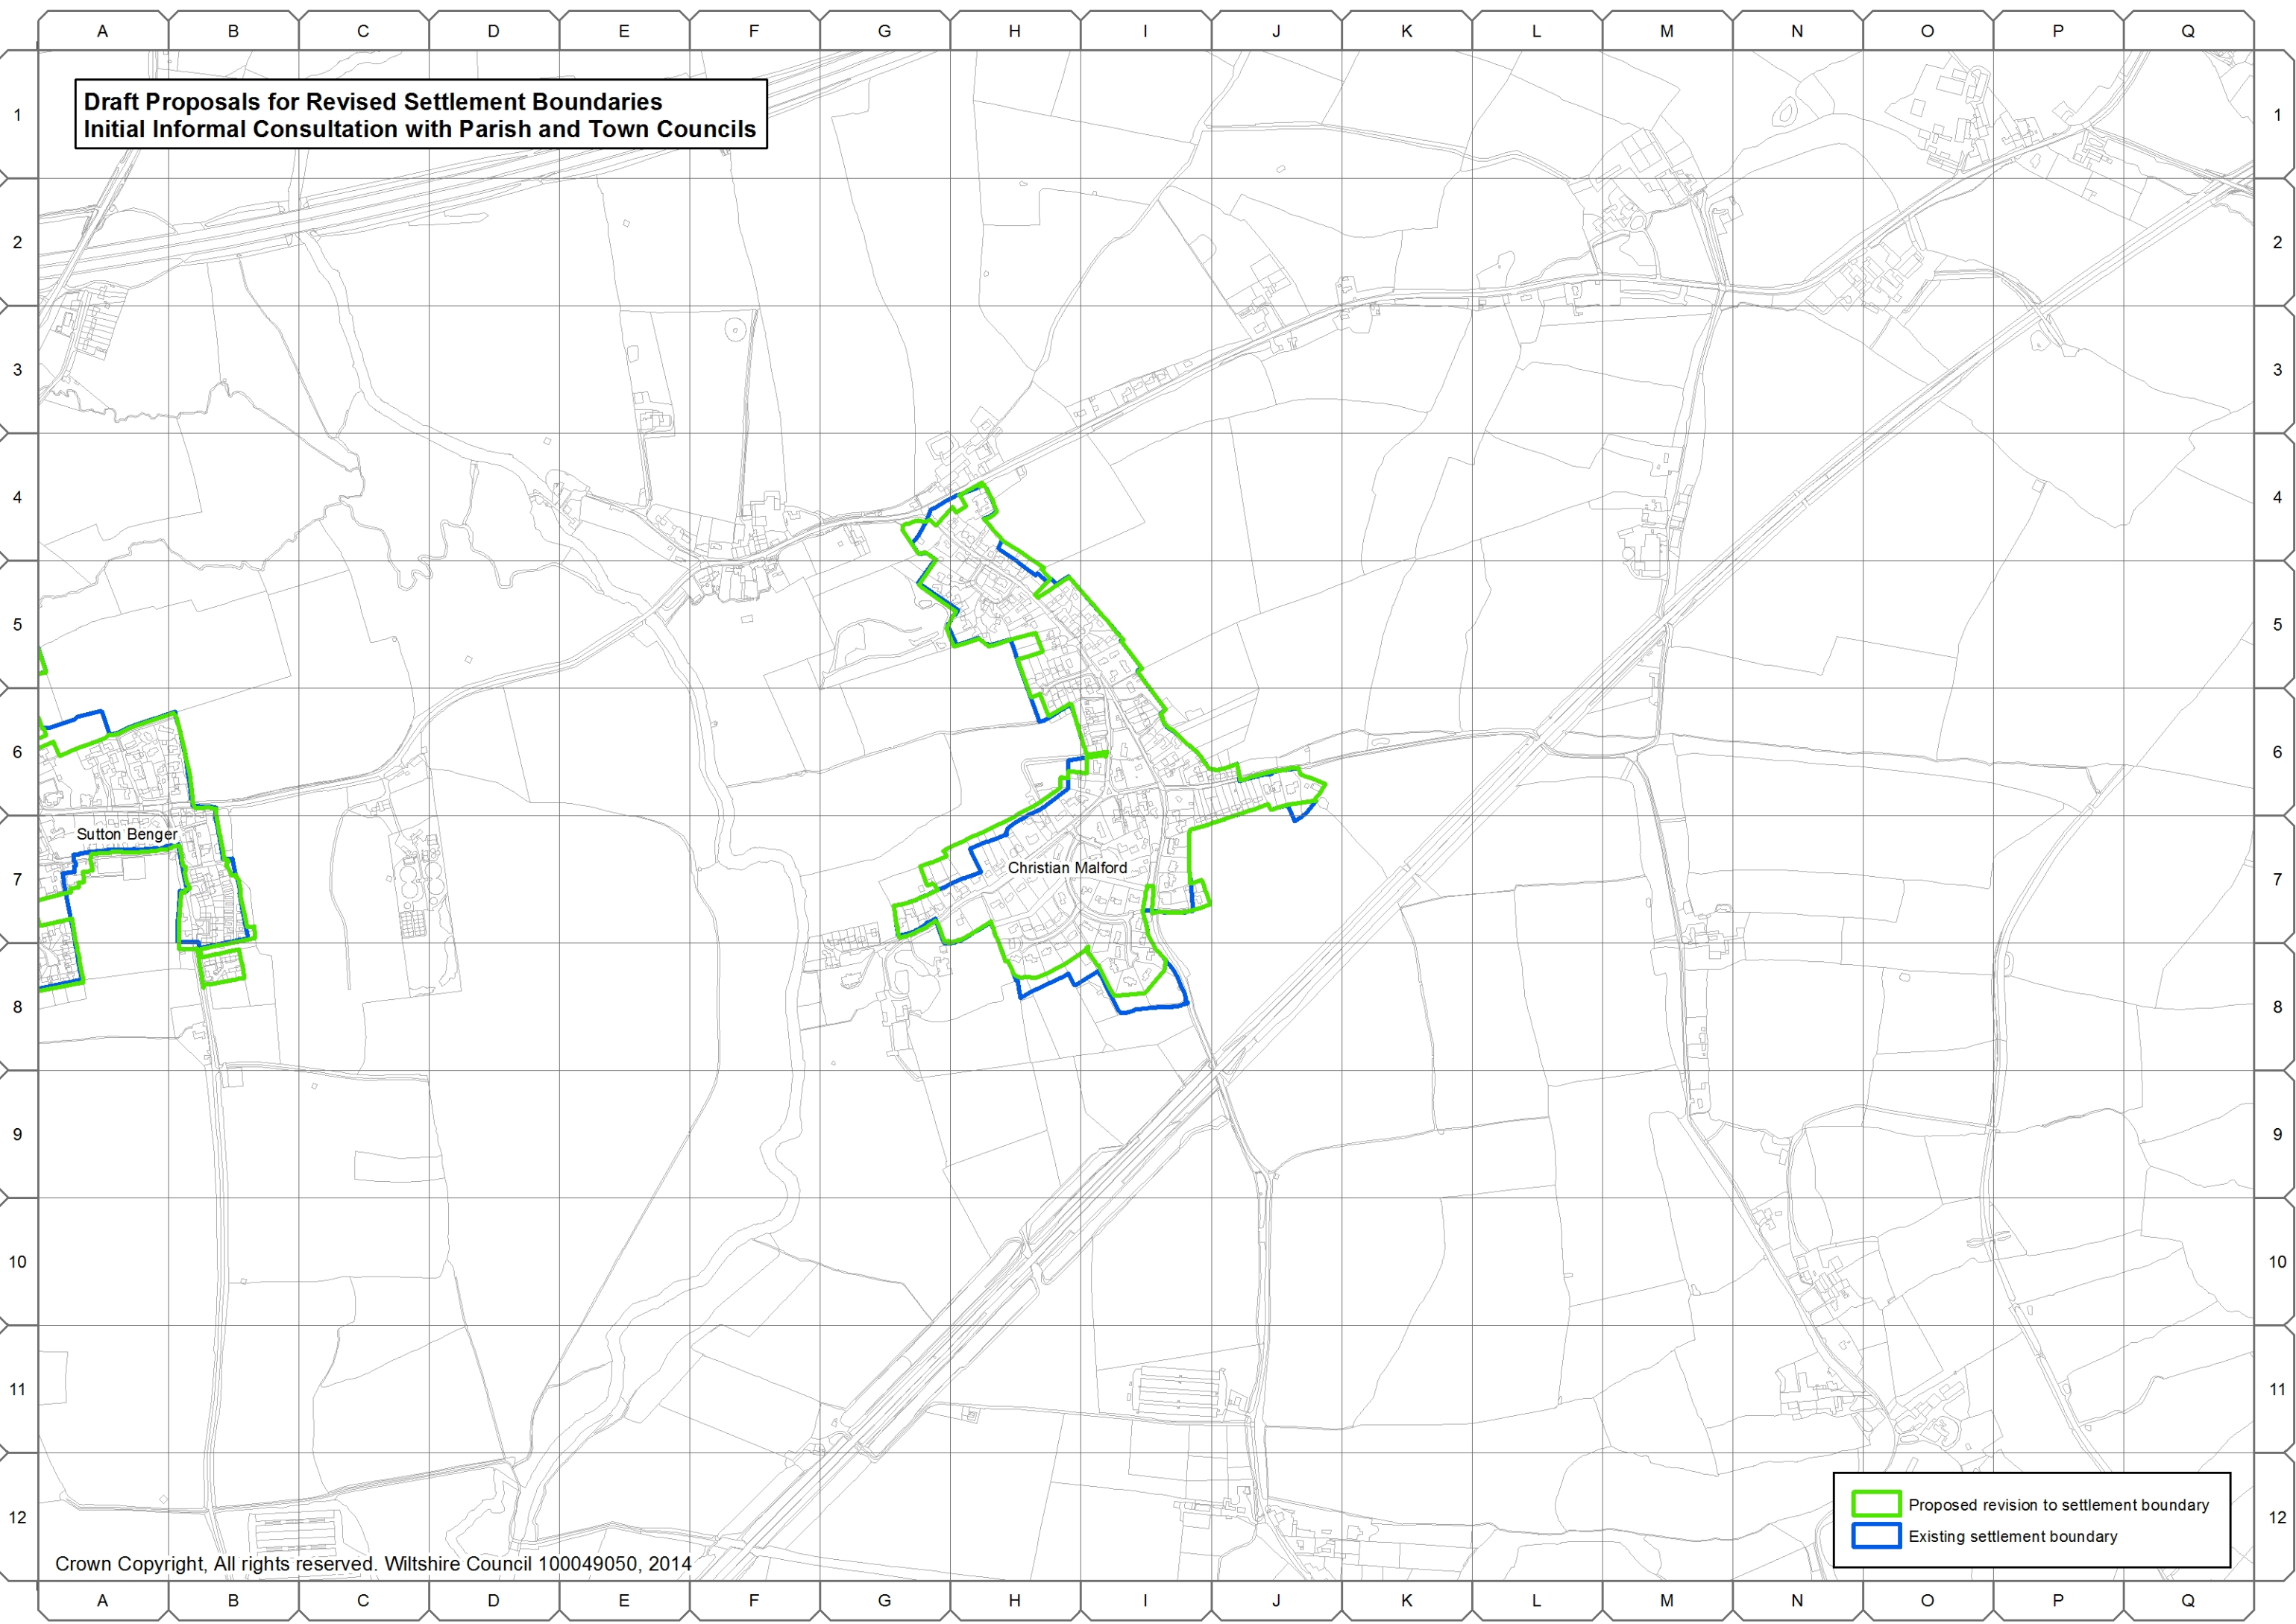 A B C D E F G H I J K L M N O P Q
Draft Proposals for Revised Settlement Boundaries
Initial Informal Consultation with Parish and Town Councils
1 1
2 2
3 3
4 4
5 5
6 6
Sutton Benger
Christian Malford
7 7
8 8
9 9
10 10
11 11
Proposed revision to settlement boundary
12 12
Existing settlement boundary
Crown Copyright, All rights reserved. Wiltshire Council 100049050, 2014
A B C D E F G H I J K L M N O P Q